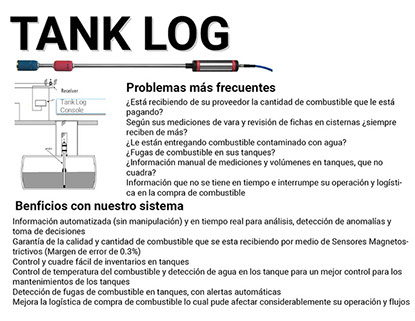 TANK LOG
Receiver
Tank Log
Console
Problemas más frecuentes
¿Está recibiendo de su proveedor la cantidad de combustible que le está
pagando?
Según sus mediciones de vara y revisión de fichas en cisternas ¿siempre
reciben de más?
¿Le están entregando combustible contaminado con agua?
¿Fugas de combustible en sus tanques?
¿Información manual de mediciones y volúmenes en tanques, que no
cuadra?
Información que no se tiene en tiempo e interrumpe su operación y logísti-
ca en la compra de combustible
Benficios con nuestro sistema
Información automatizada (sin manipulación) y en tiempo real para análisis, detección de anomalías y
toma de decisiones
Garantía de la calidad y cantidad de combustible que se esta recibiendo por medio de Sensores Magnetos-
trictivos (Margen de error de 0.3%)
Control y cuadre fácil de inventarios en tanques
Control de temperatura del combustible y detección de agua en los tanque para un mejor control para los
mantenimientos de los tanques
Detección de fugas de combustible en tanques, con alertas automáticas
Mejora la logística de compra de combustible lo cual puede afectar considerablemente su operación y flujos